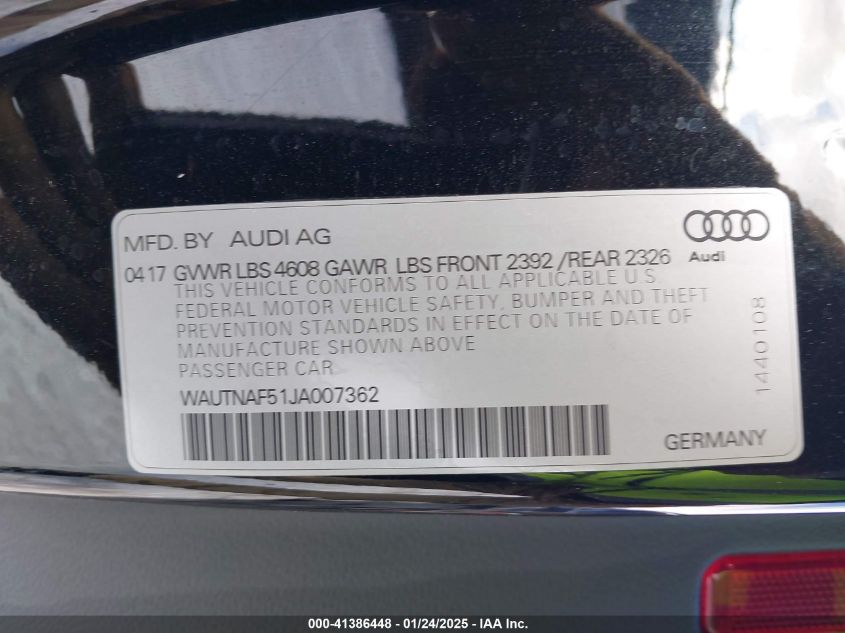 MFD. BY AUDI AG
Audi
04 17 GVWR LBS 4608 GAWR LBS FRONT 2392 /REAR 2326
THIS VEHICLE CONFORMS TO ALL APPLICABLE U.S.
FEDERAL MOTOR VEHICLE SAFETY, BUMPER AND THEFT
PREVENTION STANDARDS IN EFFECT ON THE DATE OF
MANUFACTURE SHOWN ABOVE
PASSENGER CAR
WAUTNAF51JA007362
1440108
GERMANY
000-41386448 - 01/24/2025 - IAA Inc.